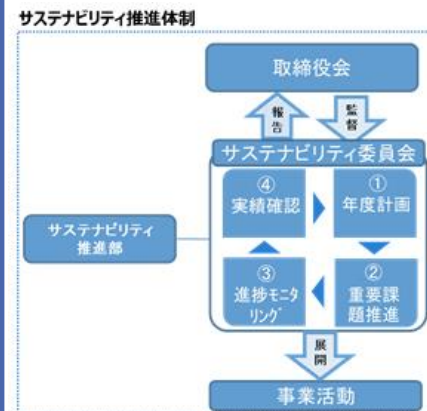 サステナビリティ推進体制
取締役会
報告
監督
サステナビリティ委員会
④
実績確認
①
年度計画
サステナビリティ
推進部
③
進捗モニタ
リング
②
重要課
題推進
展開
事業活動